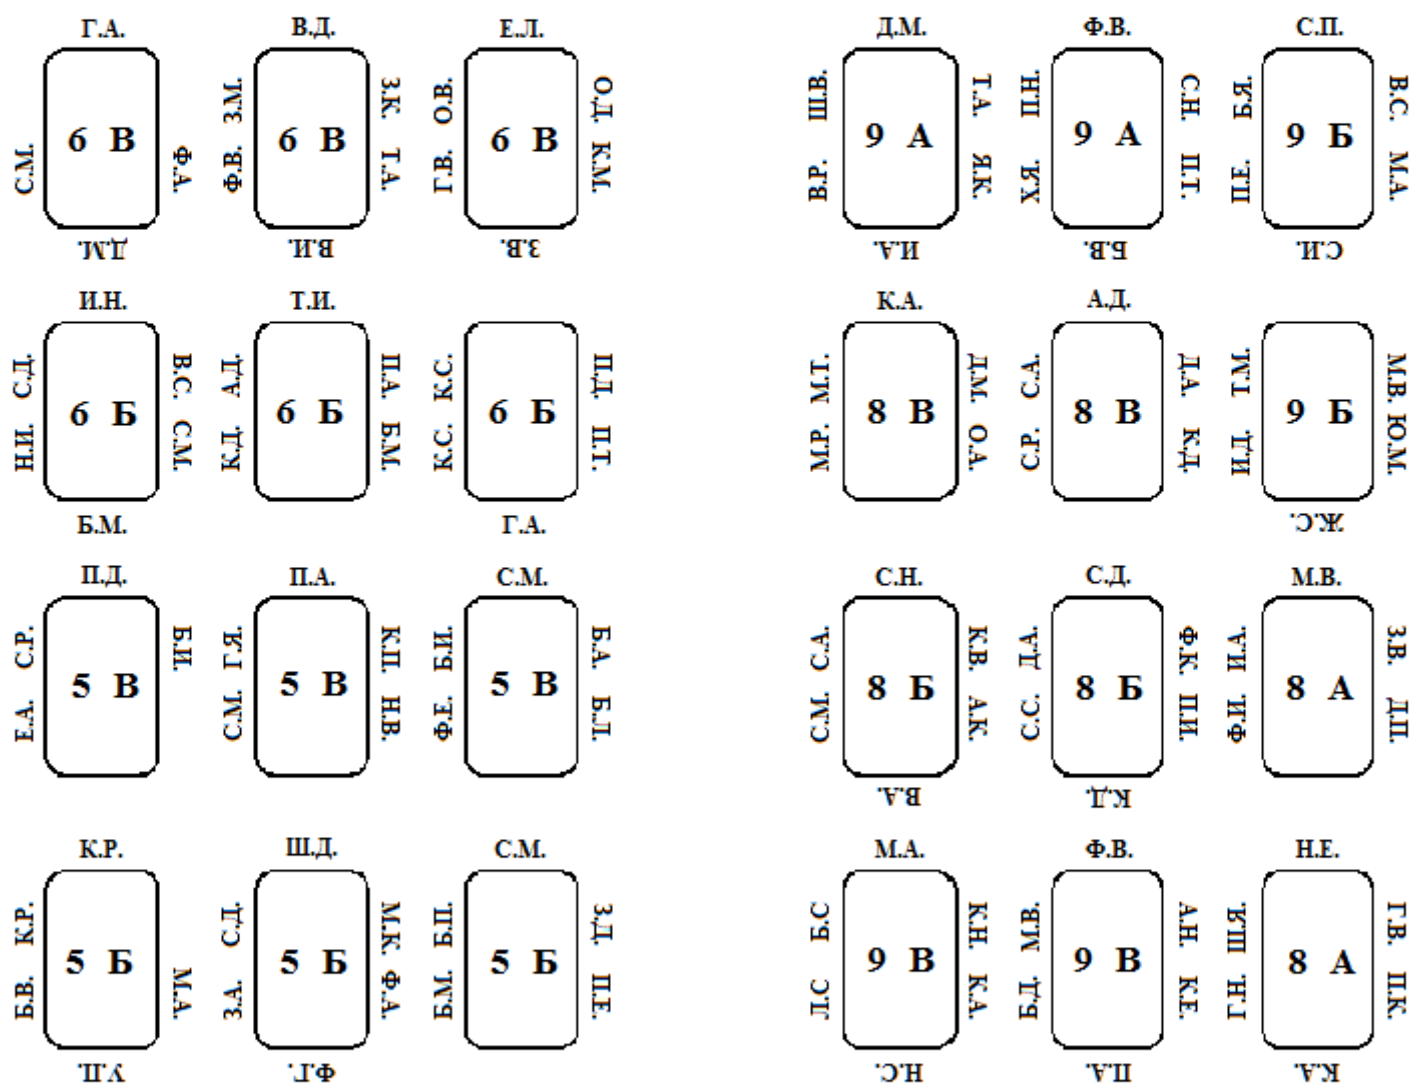 Г.А. В.Д. Е.Л. Д.М. Ф.В. С.П.
З.М. З.К. О.В. О.Д. Ш.В. Т.А. П.Н. С.Н. Б.Я. В.С.
6 В 6 В 6 В 9 А 9 А 9 Б
С.М. Ф.А. Ф.В. Т.А. Г.В. К.М. В.Р. Я.К. Х.Я. П.Т. П.Е. М.А.
Д.М. В.И. З.В. И.А. Б.В. С.И.
И.Н. Т.И. К.А. А.Д.
С.Д. В.С. А.Д. П.А. К.С. П.Д. М.Т. Д.М. С.А. Д.А. Т.М. М.В.
6 Б 6 Б 6 Б 8 В 8 В 9 Б
Н.И. С.М. К.Д. Б.М. К.С. П.Т. М.Р. О.А. С.Р. К.Д. И.Д. Ю.М.
Б.М. Г.А. Ж.С.
П.Д. П.А. С.М. С.Н. С.Д. М.В.
С.Р. Б.И. Г.Я. К.П. Б.И. Б.А. С.А. К.В. Д.А. Ф.К. И.А. З.В.
5 В 5 В 5 В 8 Б 8 Б 8 А
Е.А. С.М. Н.В. Ф.Е. Б.Л. С.М. А.К. С.С. П.И. Ф.И. Д.П.
В.А. К.Д.
К.Р. Ш.Д. С.М. М.А. Ф.В. Н.Е.
К.Р. С.Д. М.К. Б.П. З.Д. Б.С К.Н. М.В. А.Н. Ш.Я. Г.В.
5 Б 5 Б 5 Б 9 В 9 В 8 А
Б.В. М.А. З.А. Ф.А. Б.М. П.Е. Л.С К.А. Б.Д. К.Е. Г.Н. П.К.
У.П. Ф.Г. Н.С. П.А. К.А.